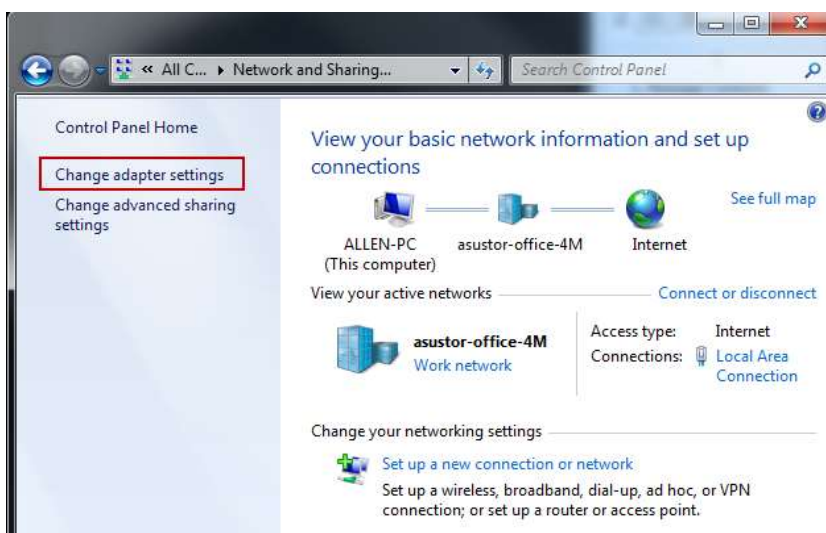 « All C... ▸ Network and Sharing...
Search Control Panel
Control Panel Home
Change adapter settings
Change advanced sharing
settings
View your basic network information and set up
connections
See full map
ALLEN-PC
(This computer)
asustor-office-4M
Internet
View your active networks
Connect or disconnect
asustor-office-4M
Work network
Access type: Internet
Connections: Local Area
Connection
Change your networking settings
Set up a new connection or network
Set up a wireless, broadband, dial-up, ad hoc, or VPN
connection; or set up a router or access point.